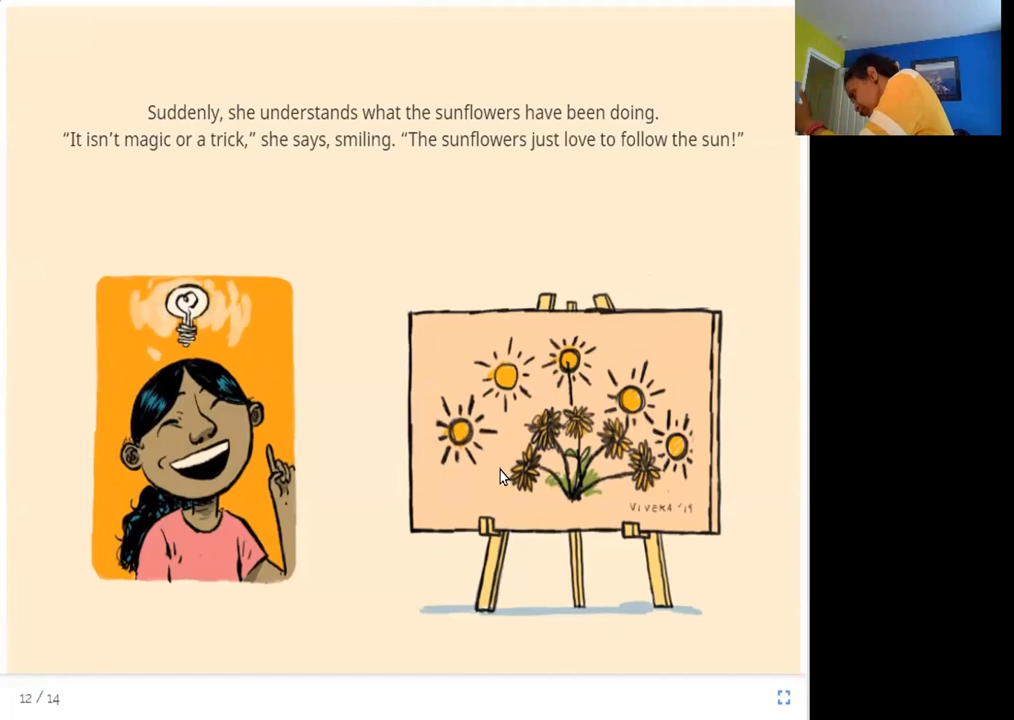 Suddenly, she understands what the sunflowers have been doing.
“It isn’t magic or a trick,” she says, smiling. “The sunflowers just love to follow the sun!”
VIVEKA '19
12 / 14